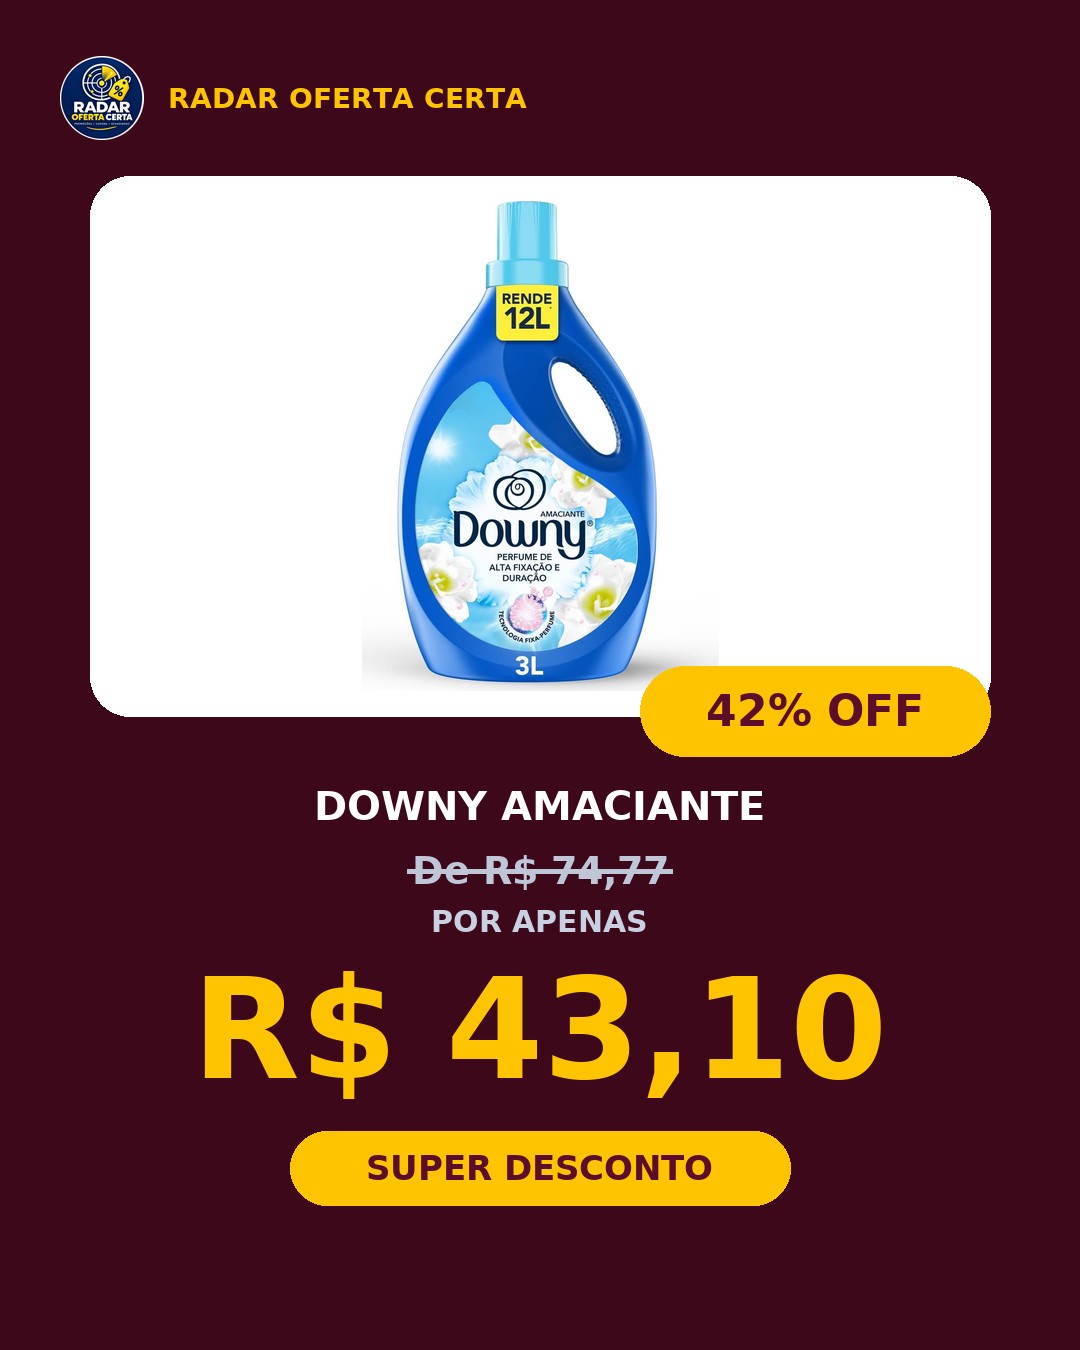 RADAR
OFERTA CERTA
RADAR OFERTA CERTA
RENDE
12L
AMACIANTE
Downy®
PERFUME DE
ALTA FIXAÇÃO E
DURAÇÃO
TECNOLOGIA FIXA-PERFUME
3L
42% OFF
DOWNY AMACIANTE
De R$ 74,77
POR APENAS
R$ 43,10
SUPER DESCONTO